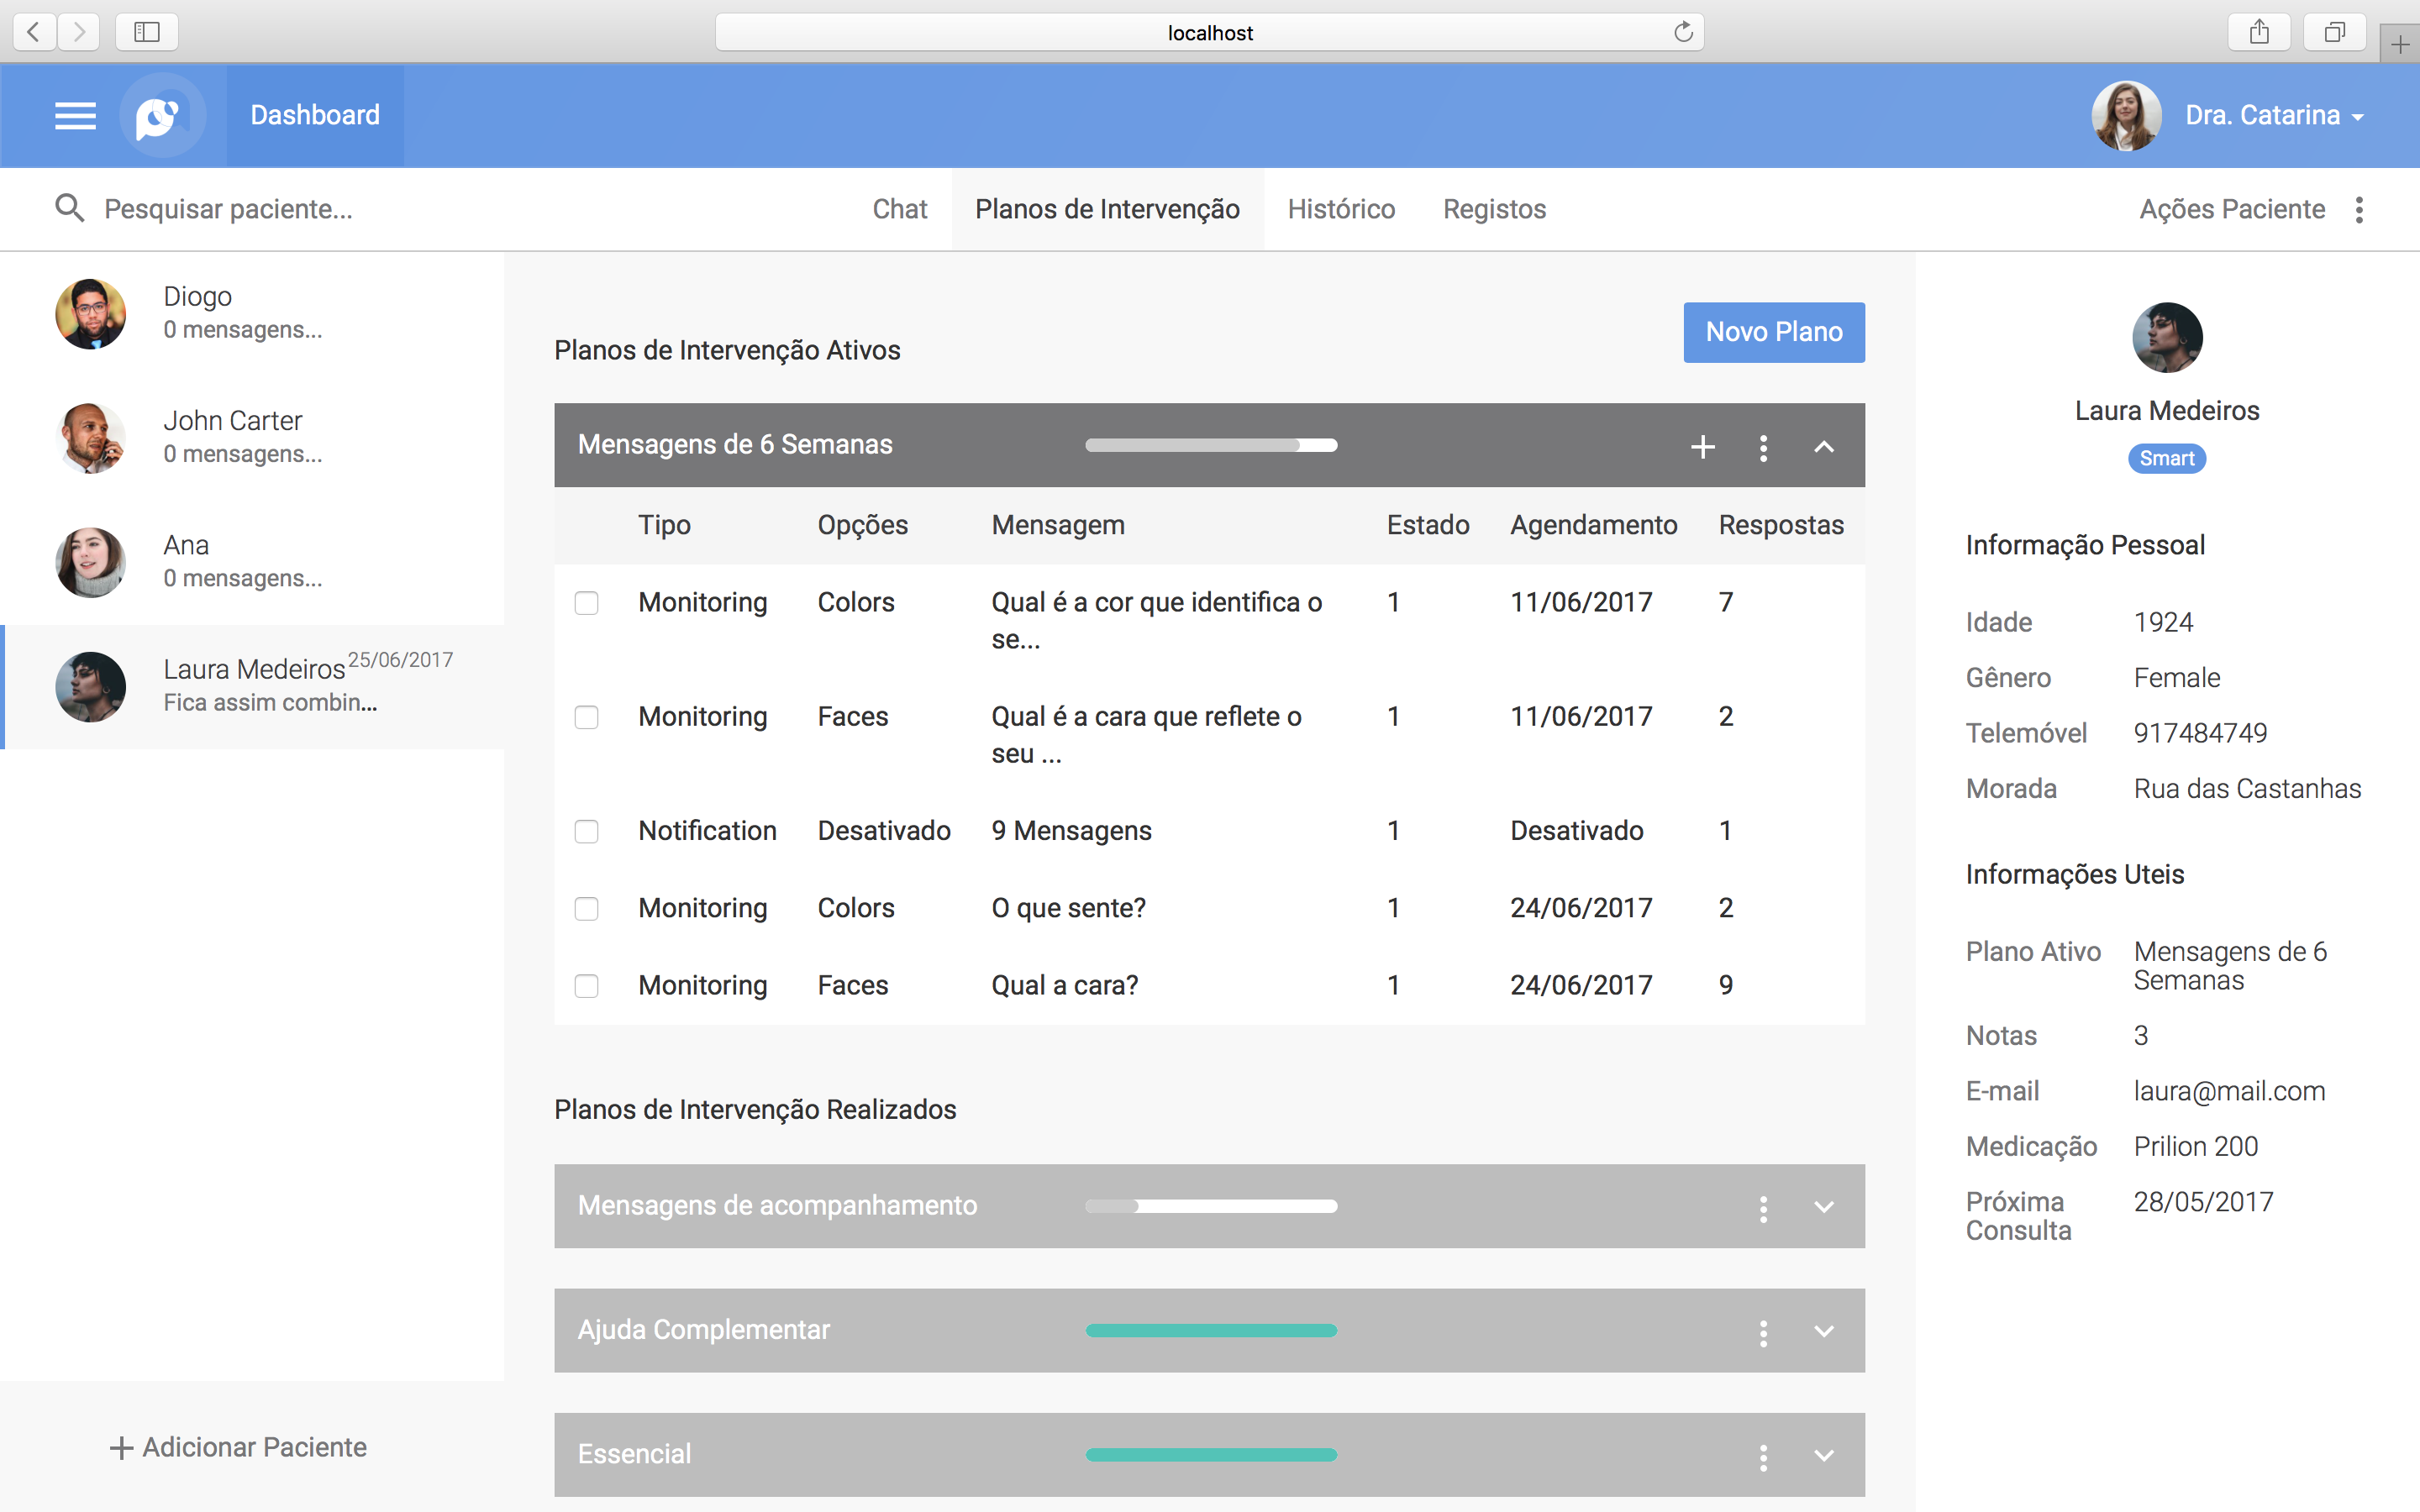 localhost
Dashboard
Dra. Catarina
Pesquisar paciente...
Chat
Planos de Intervenção
Histórico
Registos
Ações Paciente
Diogo
0 mensagens...
John Carter
0 mensagens...
Ana
0 mensagens...
Laura Medeiros 25/06/2017
Fica assim combin...
Adicionar Paciente
Planos de Intervenção Ativos
Novo Plano
Mensagens de 6 Semanas
Tipo Opções Mensagem Estado Agendamento Respostas
Monitoring Colors Qual é a cor que identifica o 1 11/06/2017 7
se...
Monitoring Faces Qual é a cara que reflete o 1 11/06/2017 2
seu ...
Notification Desativado 9 Mensagens 1 Desativado 1
Monitoring Colors O que sente? 1 24/06/2017 2
Monitoring Faces Qual a cara? 1 24/06/2017 9
Planos de Intervenção Realizados
Mensagens de acompanhamento
Ajuda Complementar
Essencial
Laura Medeiros
Smart
Informação Pessoal
Idade 1924
Gênero Female
Telemóvel 917484749
Morada Rua das Castanhas
Informações Uteis
Plano Ativo Mensagens de 6
Semanas
Notas 3
E-mail laura@mail.com
Medicação Prilion 200
Próxima 28/05/2017
Consulta